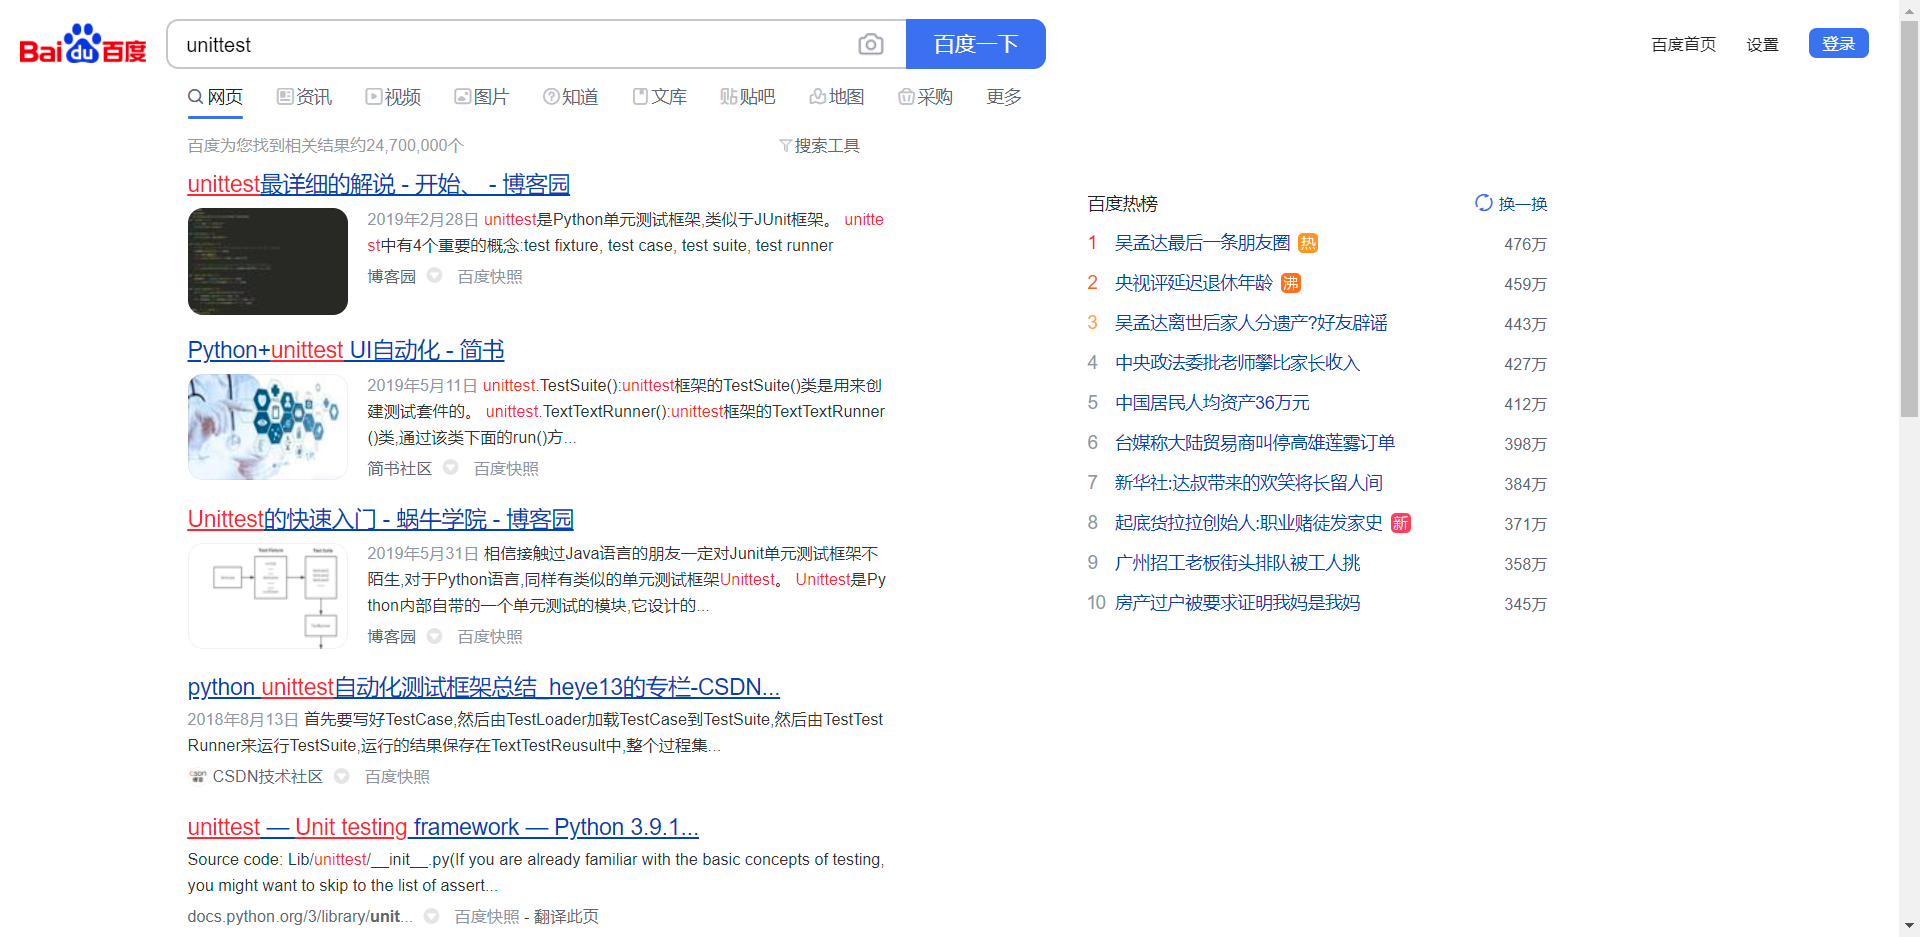 Bai du 百度
unittest
百度一下
百度首页 设置 登录
网页 资讯 视频 图片 知道 文库 贴吧 地图 采购 更多
百度为您找到相关结果约24,700,000个
搜索工具
unittest最详细的解说 - 开始、 - 博客园
2019年2月28日 unittest是Python单元测试框架,类似于JUnit框架。 unitte
st中有4个重要的概念:test fixture, test case, test suite, test runner
博客园 百度快照
Python+unittest UI自动化 - 简书
2019年5月11日 unittest.TestSuite():unittest框架的TestSuite()类是用来创
建测试套件的。 unittest.TextTextRunner():unittest框架的TextTextRunner
()类,通过该类下面的run()方...
简书社区 百度快照
Unittest的快速入门 - 蜗牛学院 - 博客园
Test Fixture Test Suite
2019年5月31日 相信接触过Java语言的朋友一定对Junit单元测试框架不
陌生,对于Python语言,同样有类似的单元测试框架Unittest。 Unittest是Py
thon内部自带的一个单元测试的模块,它设计的...
博客园 百度快照
python unittest自动化测试框架总结_heye13的专栏-CSDN...
2018年8月13日 首先要写好TestCase,然后由TestLoader加载TestCase到TestSuite,然后由TestTest
Runner来运行TestSuite,运行的结果保存在TextTestReusult中,整个过程集...
CSDN技术社区 百度快照
unittest — Unit testing framework — Python 3.9.1...
Source code: Lib/unittest/__init__.py(If you are already familiar with the basic concepts of testing,
you might want to skip to the list of assert...
docs.python.org/3/library/unit... 百度快照 - 翻译此页
百度热榜 换一换
1 吴孟达最后一条朋友圈 热 476万
2 央视评延迟退休年龄 沸 459万
3 吴孟达离世后家人分遗产?好友辟谣 443万
4 中央政法委批老师攀比家长收入 427万
5 中国居民人均资产36万元 412万
6 台媒称大陆贸易商叫停高雄莲雾订单 398万
7 新华社:达叔带来的欢笑将长留人间 384万
8 起底货拉拉创始人:职业赌徒发家史 新 371万
9 广州招工老板街头排队被工人挑 358万
10 房产过户被要求证明我妈是我妈 345万